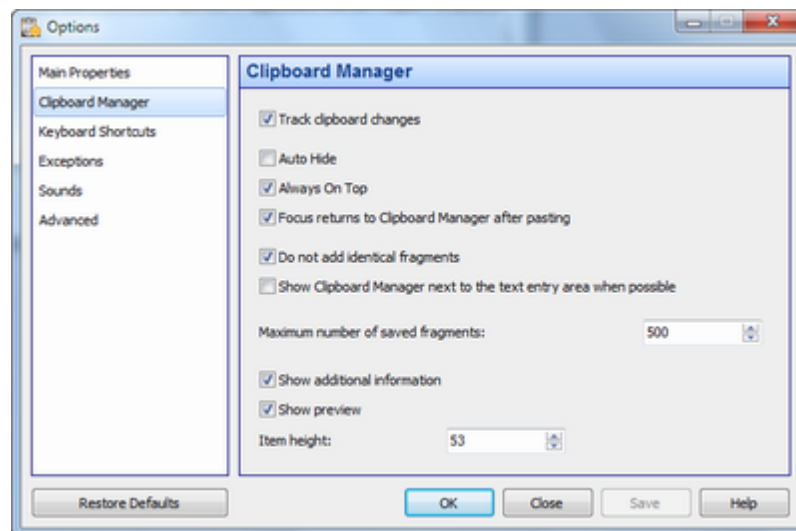 Options
Main Properties
Clipboard Manager
Keyboard Shortcuts
Exceptions
Sounds
Advanced
Clipboard Manager
Track clipboard changes
Auto Hide
Always On Top
Focus returns to Clipboard Manager after pasting
Do not add identical fragments
Show Clipboard Manager next to the text entry area when possible
Maximum number of saved fragments: 500
Show additional information
Show preview
Item height: 53
Restore Defaults OK Close Save Help